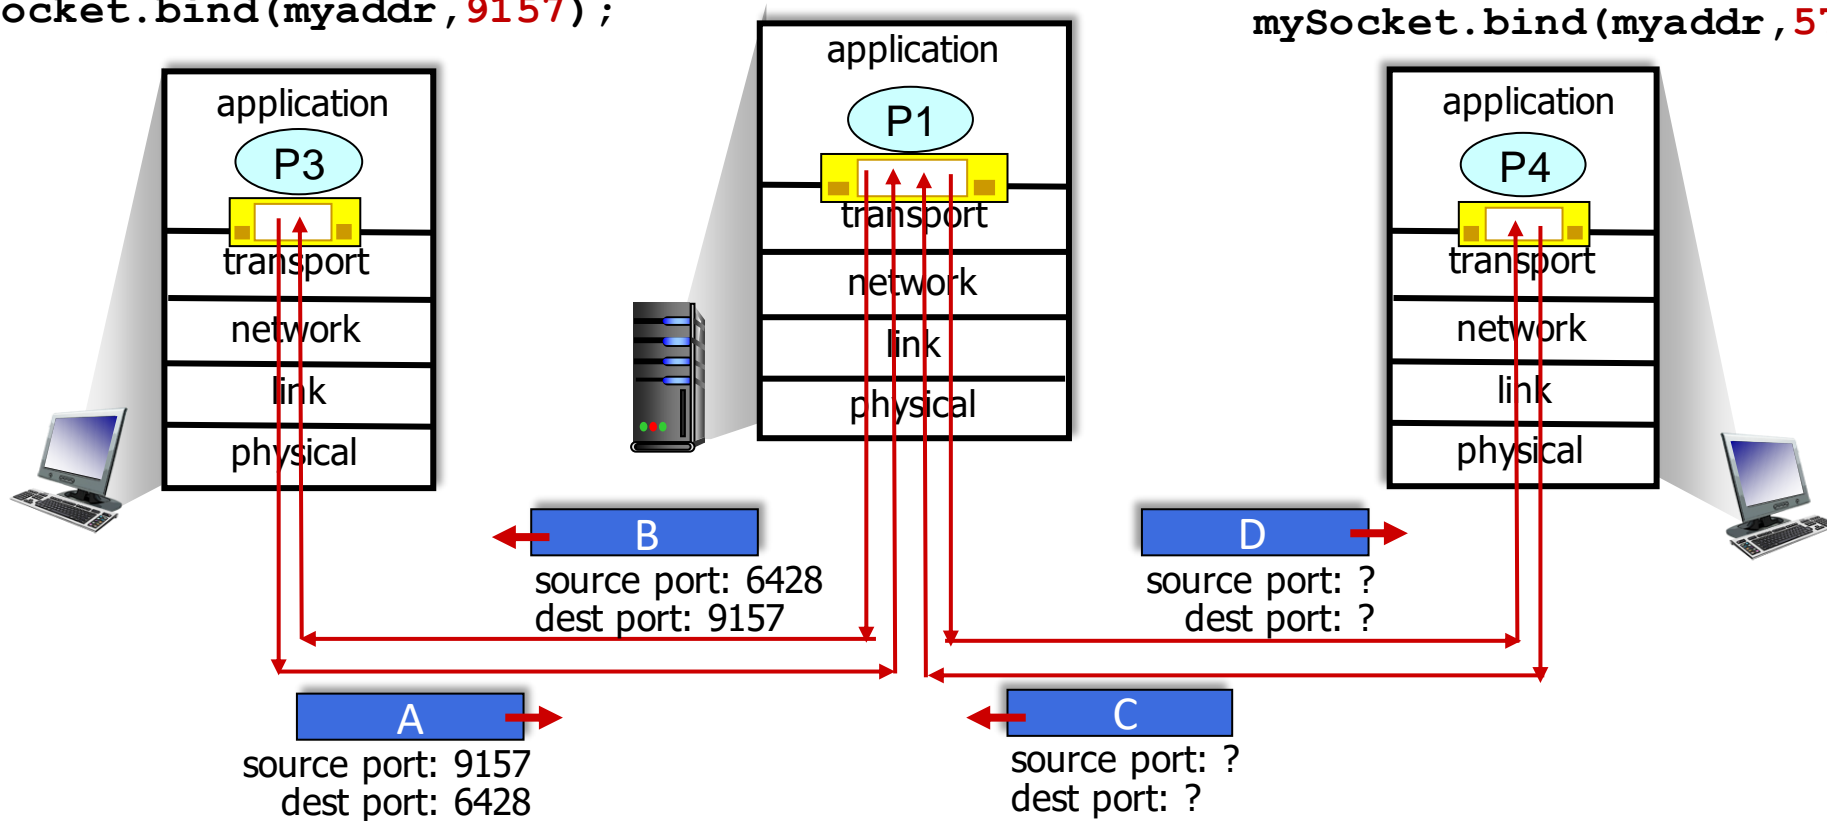 ocket.bind(myaddr,9157);
mySocket.bind(myaddr,57
application
P3
transport
network
link
physical
application
P1
transport
network
link
physical
application
P4
transport
network
link
physical
B
source port: 6428
dest port: 9157
D
source port: ?
dest port: ?
A
source port: 9157
dest port: 6428
C
source port: ?
dest port: ?